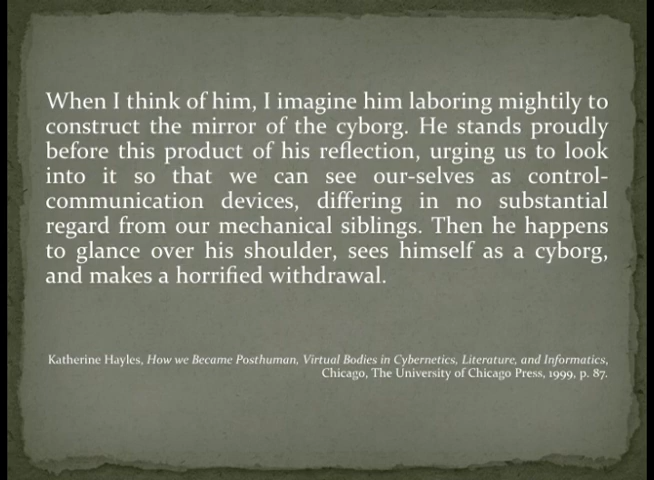 When I think of him, I imagine him laboring mightily to
construct the mirror of the cyborg. He stands proudly
before this product of his reflection, urging us to look
into it so that we can see our-selves as control-
communication devices, differing in no substantial
regard from our mechanical siblings. Then he happens
to glance over his shoulder, sees himself as a cyborg,
and makes a horrified withdrawal.
Katherine Hayles, How we Became Posthuman, Virtual Bodies in Cybernetics, Literature, and Informatics,
Chicago, The University of Chicago Press, 1999, p. 87.